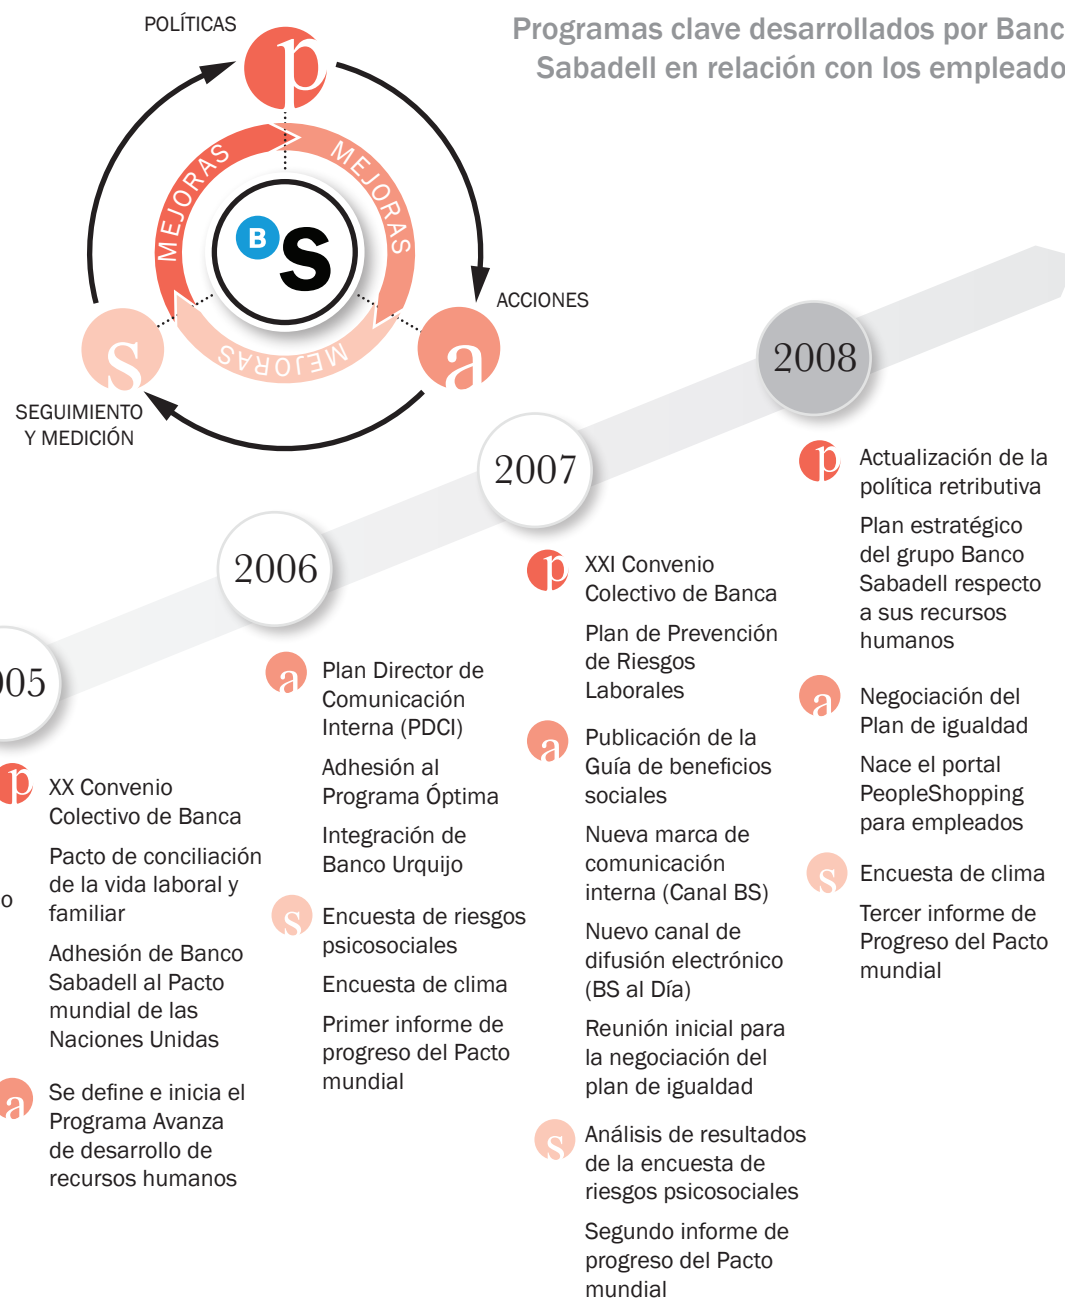 POLÍTICAS
p
Programas clave desarrollados por Banc
Sabadell en relación con los empleado
MEJORAS
MEJORAS
MEJORAS
B
S
ACCIONES
a
s
SEGUIMIENTO
Y MEDICIÓN
2008
p
Actualización de la
política retributiva
Plan estratégico
del grupo Banco
Sabadell respecto
a sus recursos
humanos
a
Negociación del
Plan de igualdad
Nace el portal
PeopleShopping
para empleados
s
Encuesta de clima
Tercer informe de
Progreso del Pacto
mundial
2007
p
XXI Convenio
Colectivo de Banca
Plan de Prevención
de Riesgos
Laborales
a
Publicación de la
Guía de beneficios
sociales
Nueva marca de
comunicación
interna (Canal BS)
Nuevo canal de
difusión electrónico
(BS al Día)
Reunión inicial para
la negociación del
plan de igualdad
s
Análisis de resultados
de la encuesta de
riesgos psicosociales
Segundo informe de
progreso del Pacto
mundial
2006
a
Plan Director de
Comunicación
Interna (PDCI)
Adhesión al
Programa Óptima
Integración de
Banco Urquijo
s
Encuesta de riesgos
psicosociales
Encuesta de clima
Primer informe de
progreso del Pacto
mundial
005
p
XX Convenio
Colectivo de Banca
Pacto de conciliación
de la vida laboral y
familiar
o
Adhesión de Banco
Sabadell al Pacto
mundial de las
Naciones Unidas
a
Se define e inicia el
Programa Avanza
de desarrollo de
recursos humanos